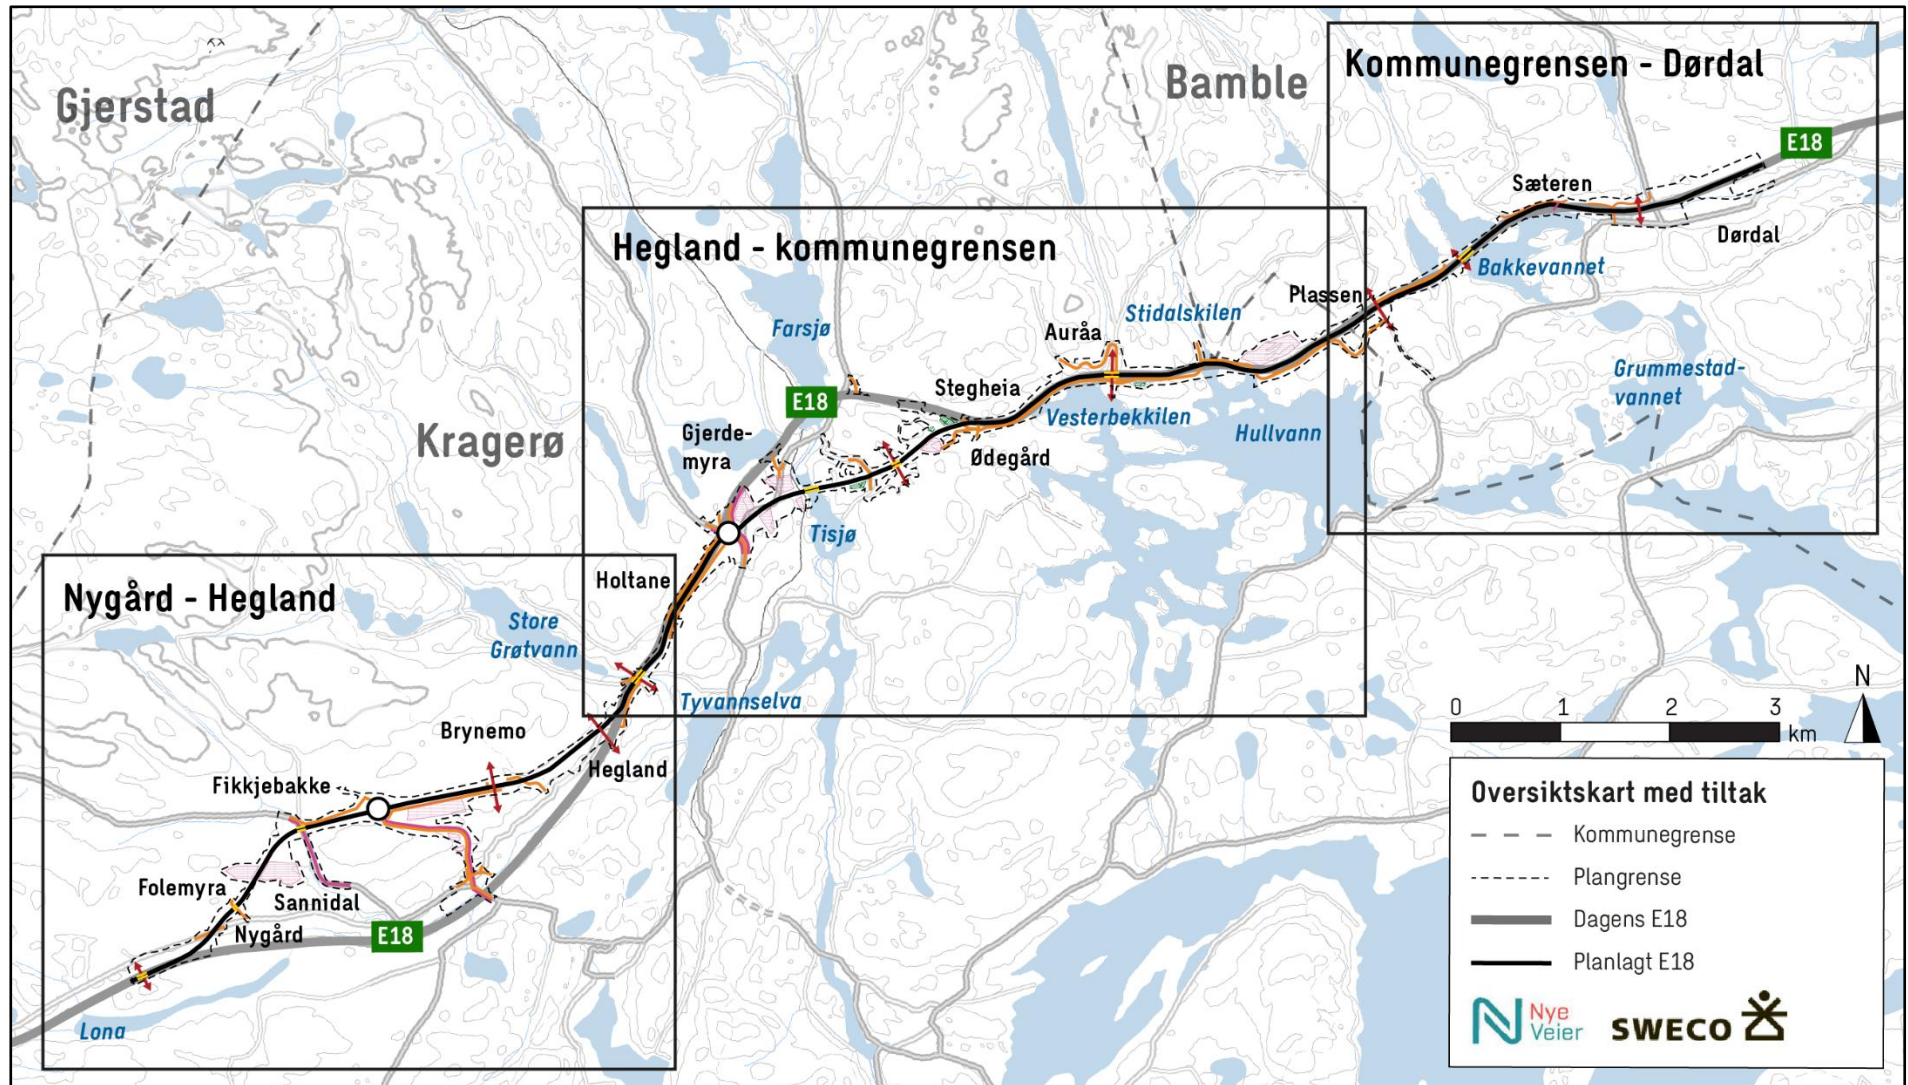 Gjerstad
Bamble
Kommunegrensen - Dørdal
E18
Sæteren
Dørdal
Bakkevannet
Hegland - kommunegrensen
Plassen
Stidalskilen
Auråa
Farsjø
Stegheia
Grummestad-
vannet
E18
Vesterbekkilen
Hullvann
Kragerø
Gjerde-
myra
Ødegård
Tisjø
Nygård - Hegland
Holtane
Store
Grøtvann
Tyvannselva
Brynemo
Hegland
Fikkjebakke
Folemyra
Sannidal
Nygård
E18
Lona
N
0 1 2 3
km
Oversiktskart med tiltak
Kommunegrense
Plangrense
Dagens E18
Planlagt E18
Nye
Veier
SWECO